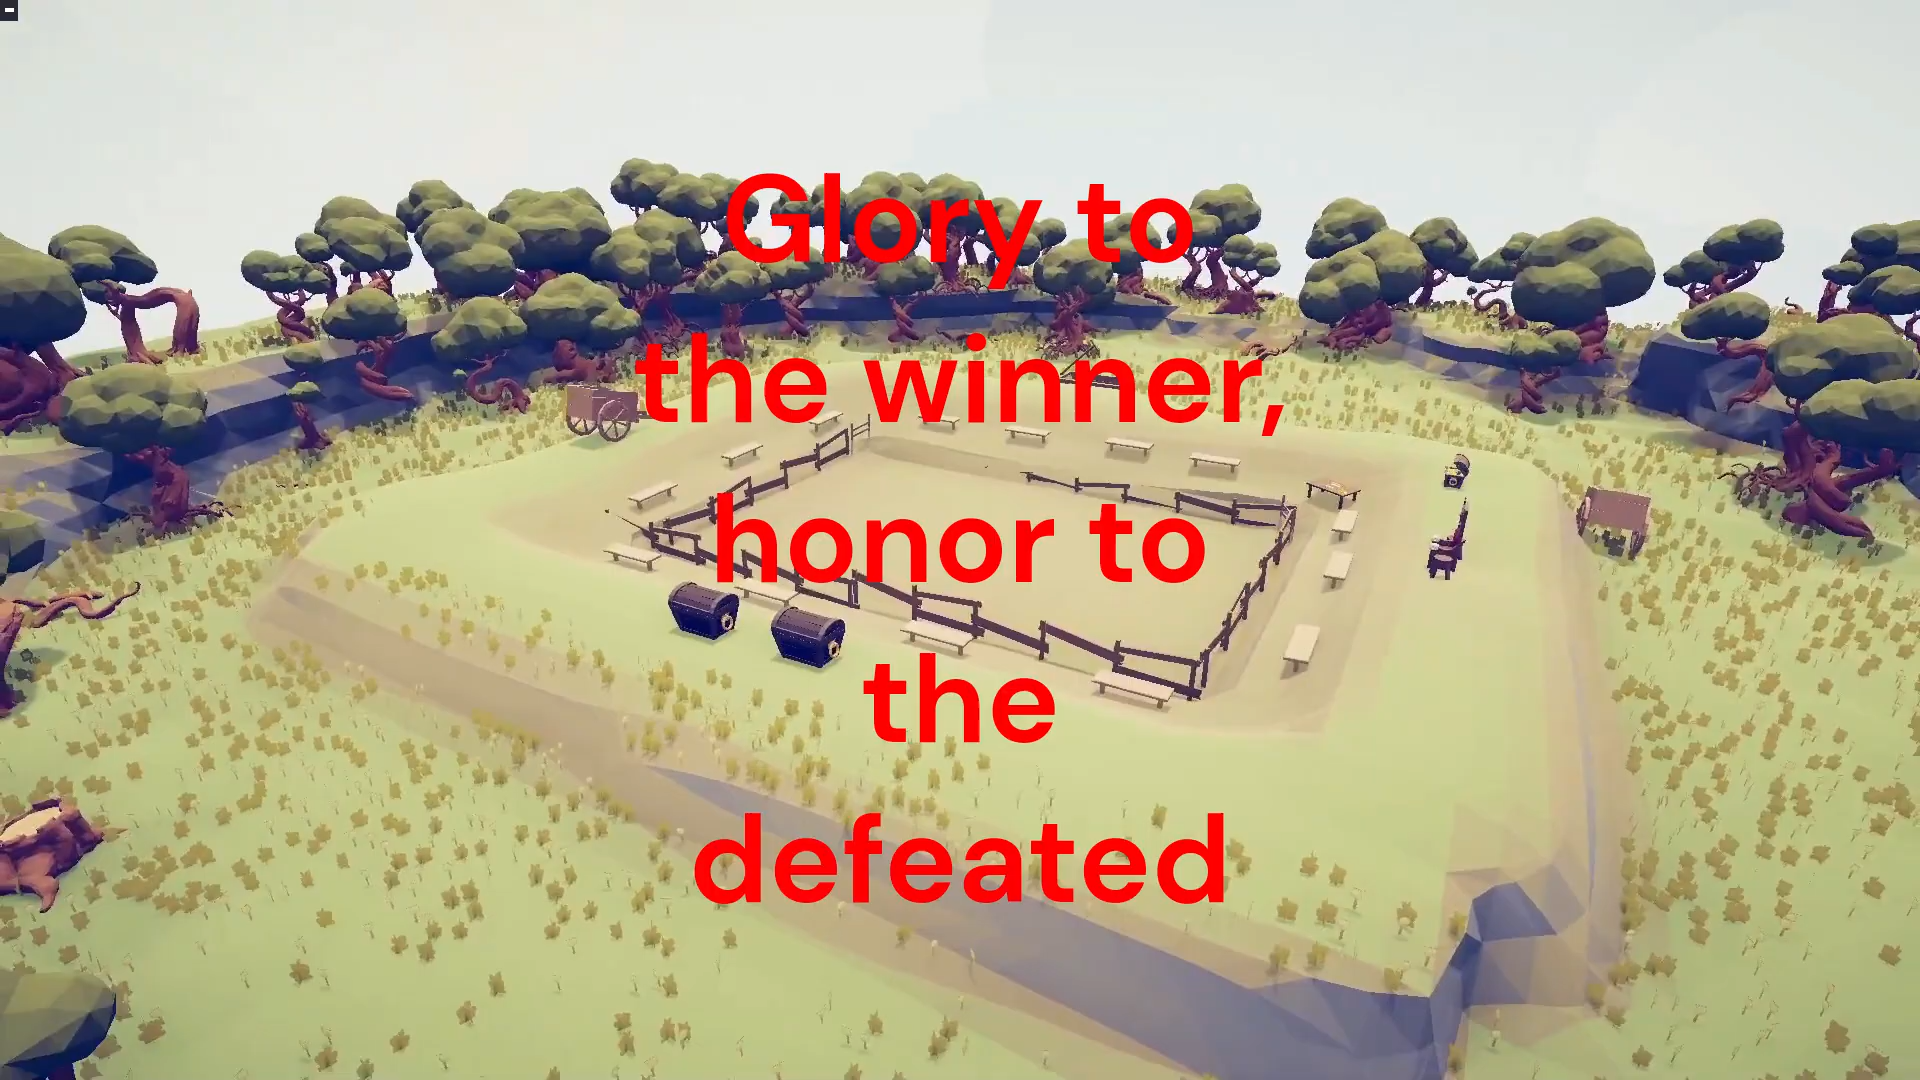 Glory to
the winner,
honor to
the
defeated